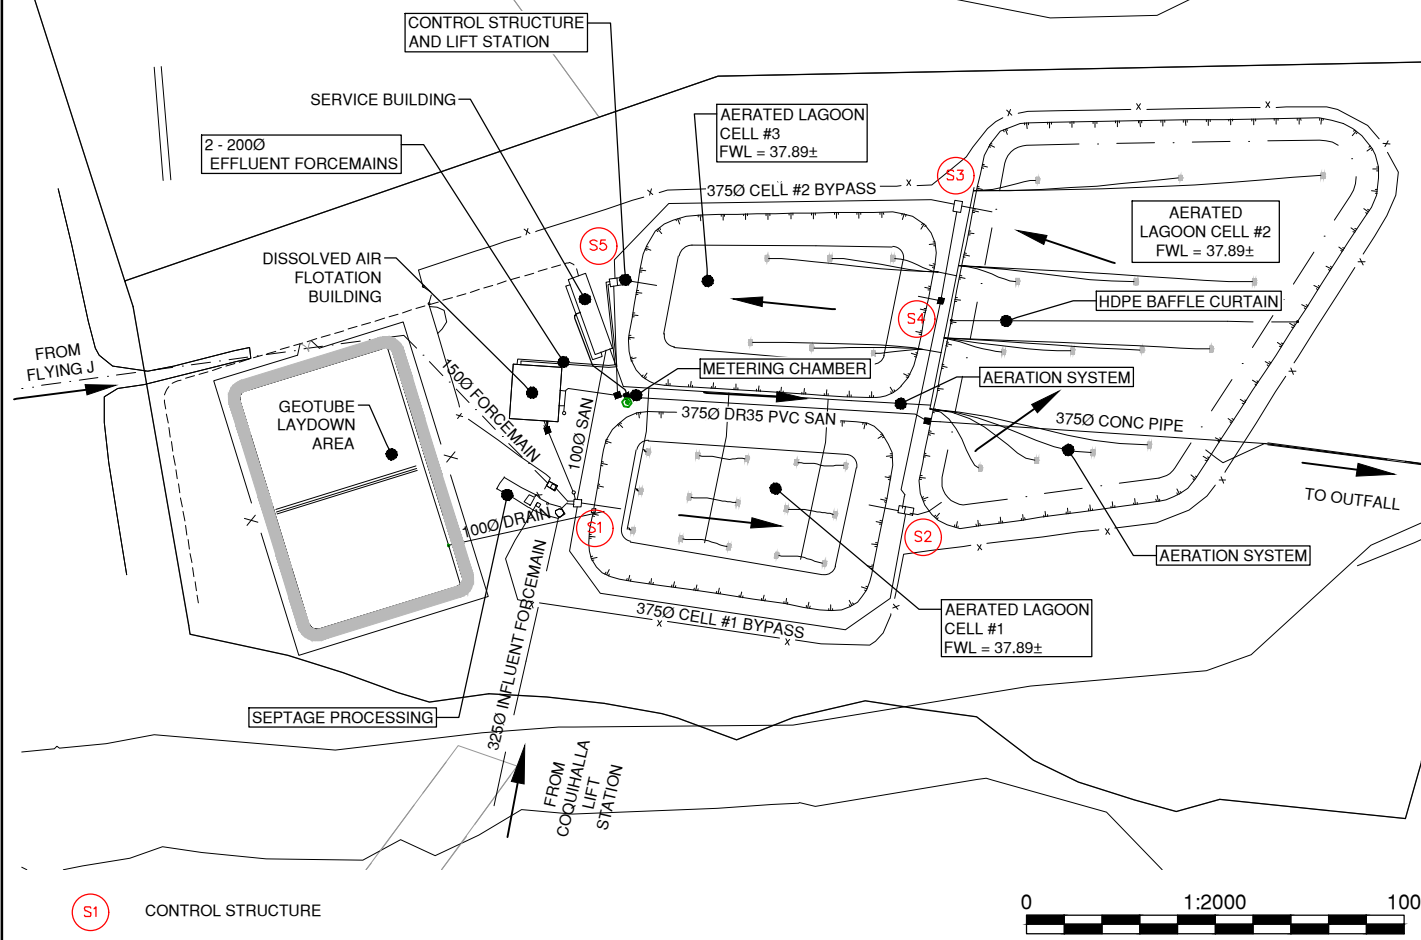 CONTROL STRUCTURE
AND LIFT STATION
SERVICE BUILDING
2 - 200Ø
EFFLUENT FORCEMAINS
AERATED LAGOON
CELL #3
FWL = 37.89±
375Ø CELL #2 BYPASS
S3
AERATED
LAGOON CELL #2
FWL = 37.89±
S5
DISSOLVED AIR
FLOTATION
BUILDING
HDPE BAFFLE CURTAIN
S4
FROM
FLYING J
METERING CHAMBER
AERATION SYSTEM
150Ø FORCEMAIN
GEOTUBE
LAYDOWN
AREA
100Ø SAN
375Ø DR35 PVC SAN
375Ø CONC PIPE
TO OUTFALL
100Ø DRAIN
S1
S2
AERATION SYSTEM
325Ø INFLUENT FORCEMAIN
375Ø CELL #1 BYPASS
AERATED LAGOON
CELL #1
FWL = 37.89±
SEPTAGE PROCESSING
FROM
COQUIHALLA
LIFT
STATION
S1
CONTROL STRUCTURE
0
1:2000
100